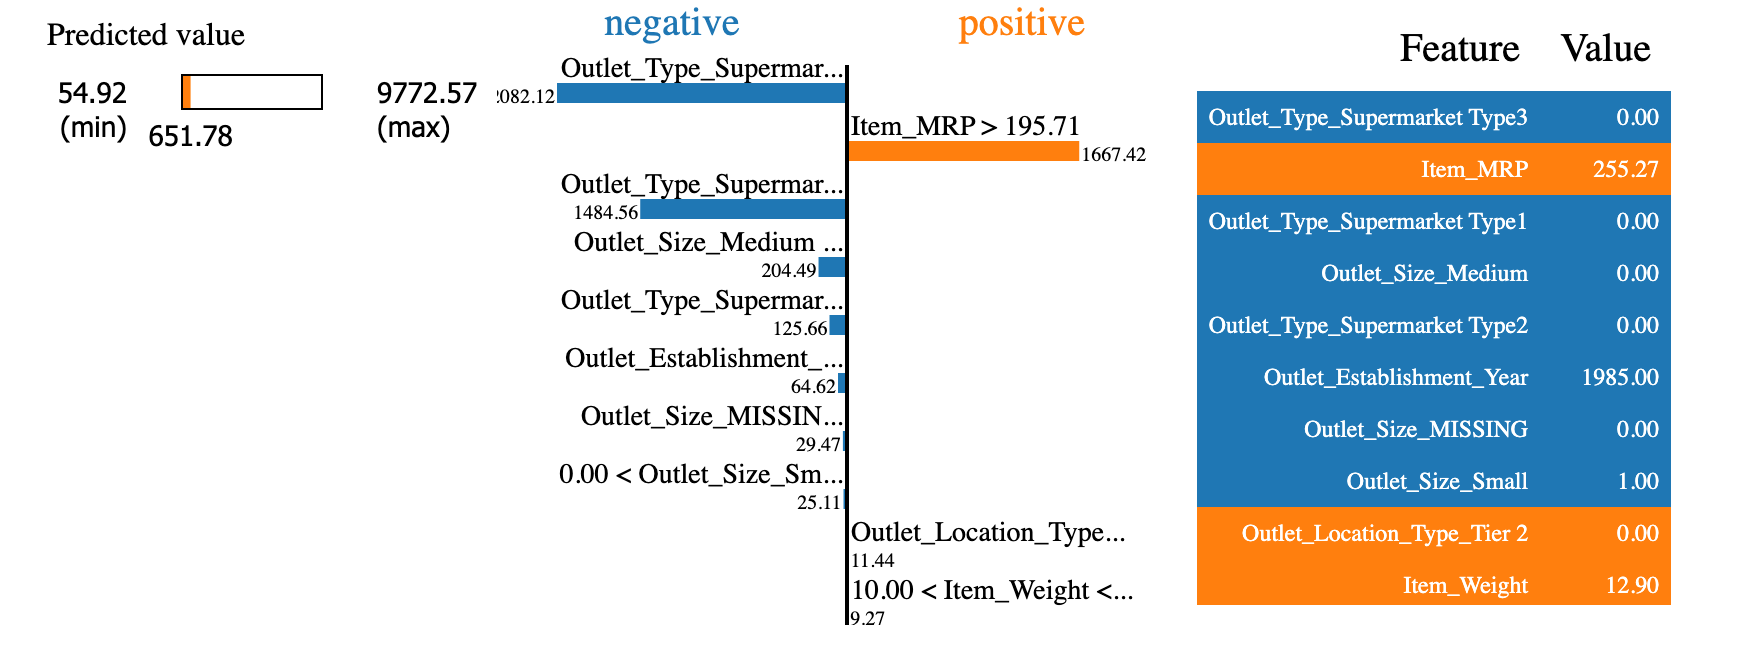 Predicted value
54.92
(min)
651.78
9772.57
(max)
negative
positive
Outlet_Type_Supermar...
2082.12
Item_MRP > 195.71
1667.42
Outlet_Type_Supermar...
1484.56
Outlet_Size_Medium ...
204.49
Outlet_Type_Supermar...
125.66
Outlet_Establishment_...
64.62
Outlet_Size_MISSIN...
29.47
0.00 < Outlet_Size_Sm...
25.11
Outlet_Location_Type...
11.44
10.00 < Item_Weight <...
9.27
Feature Value
Outlet_Type_Supermarket Type3 0.00
Item_MRP 255.27
Outlet_Type_Supermarket Type1 0.00
Outlet_Size_Medium 0.00
Outlet_Type_Supermarket Type2 0.00
Outlet_Establishment_Year 1985.00
Outlet_Size_MISSING 0.00
Outlet_Size_Small 1.00
Outlet_Location_Type_Tier 2 0.00
Item_Weight 12.90